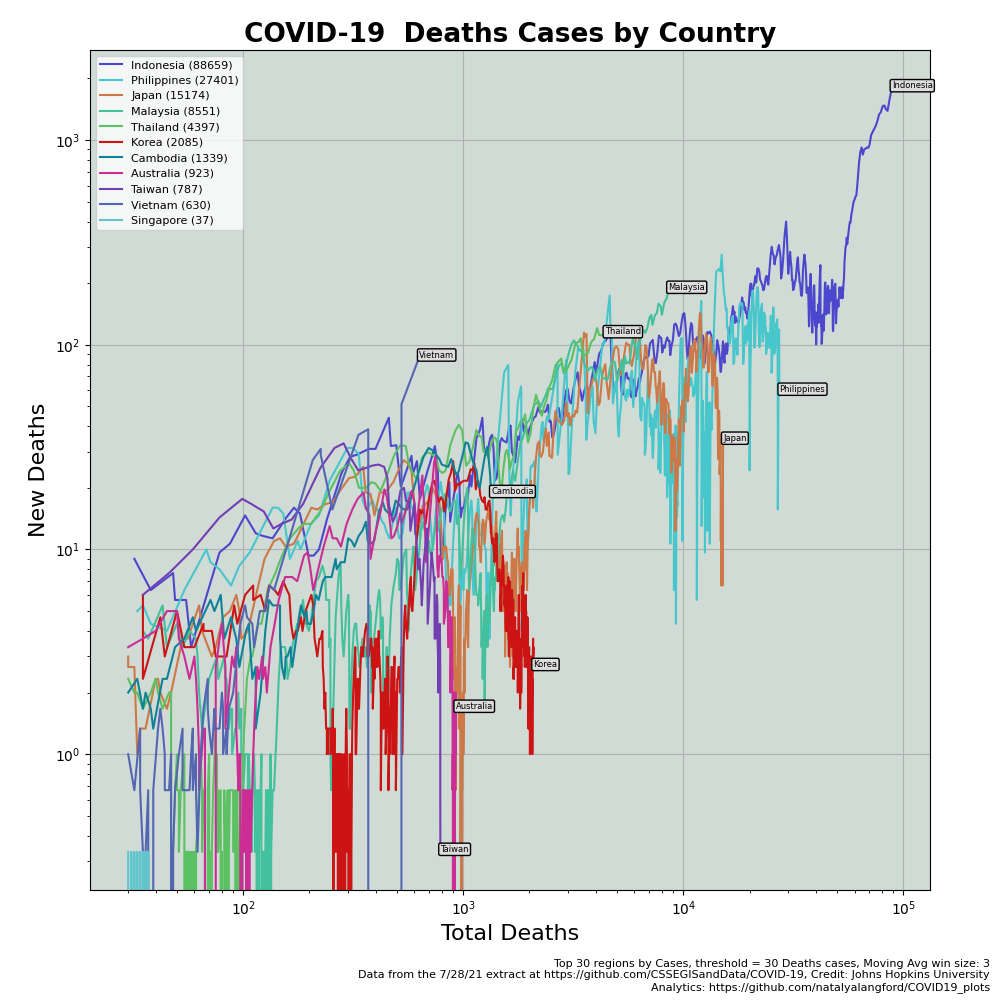 COVID-19  Deaths Cases by Country
Indonesia (88659)
Philippines (27401)
Japan (15174)
Malaysia (8551)
Thailand (4397)
Korea (2085)
Cambodia (1339)
Australia (923)
Taiwan (787)
Vietnam (630)
Singapore (37)
Indonesia
Malaysia
Thailand
Vietnam
Philippines
Japan
Cambodia
Korea
Australia
Taiwan
New Deaths
10³
10²
10¹
10⁰
10² 10³ 10⁴ 10⁵
Total Deaths
Top 30 regions by Cases, threshold = 30 Deaths cases, Moving Avg win size: 3
Data from the 7/28/21 extract at https://github.com/CSSEGISandData/COVID-19, Credit: Johns Hopkins University
Analytics: https://github.com/natalyalangford/COVID19_plots